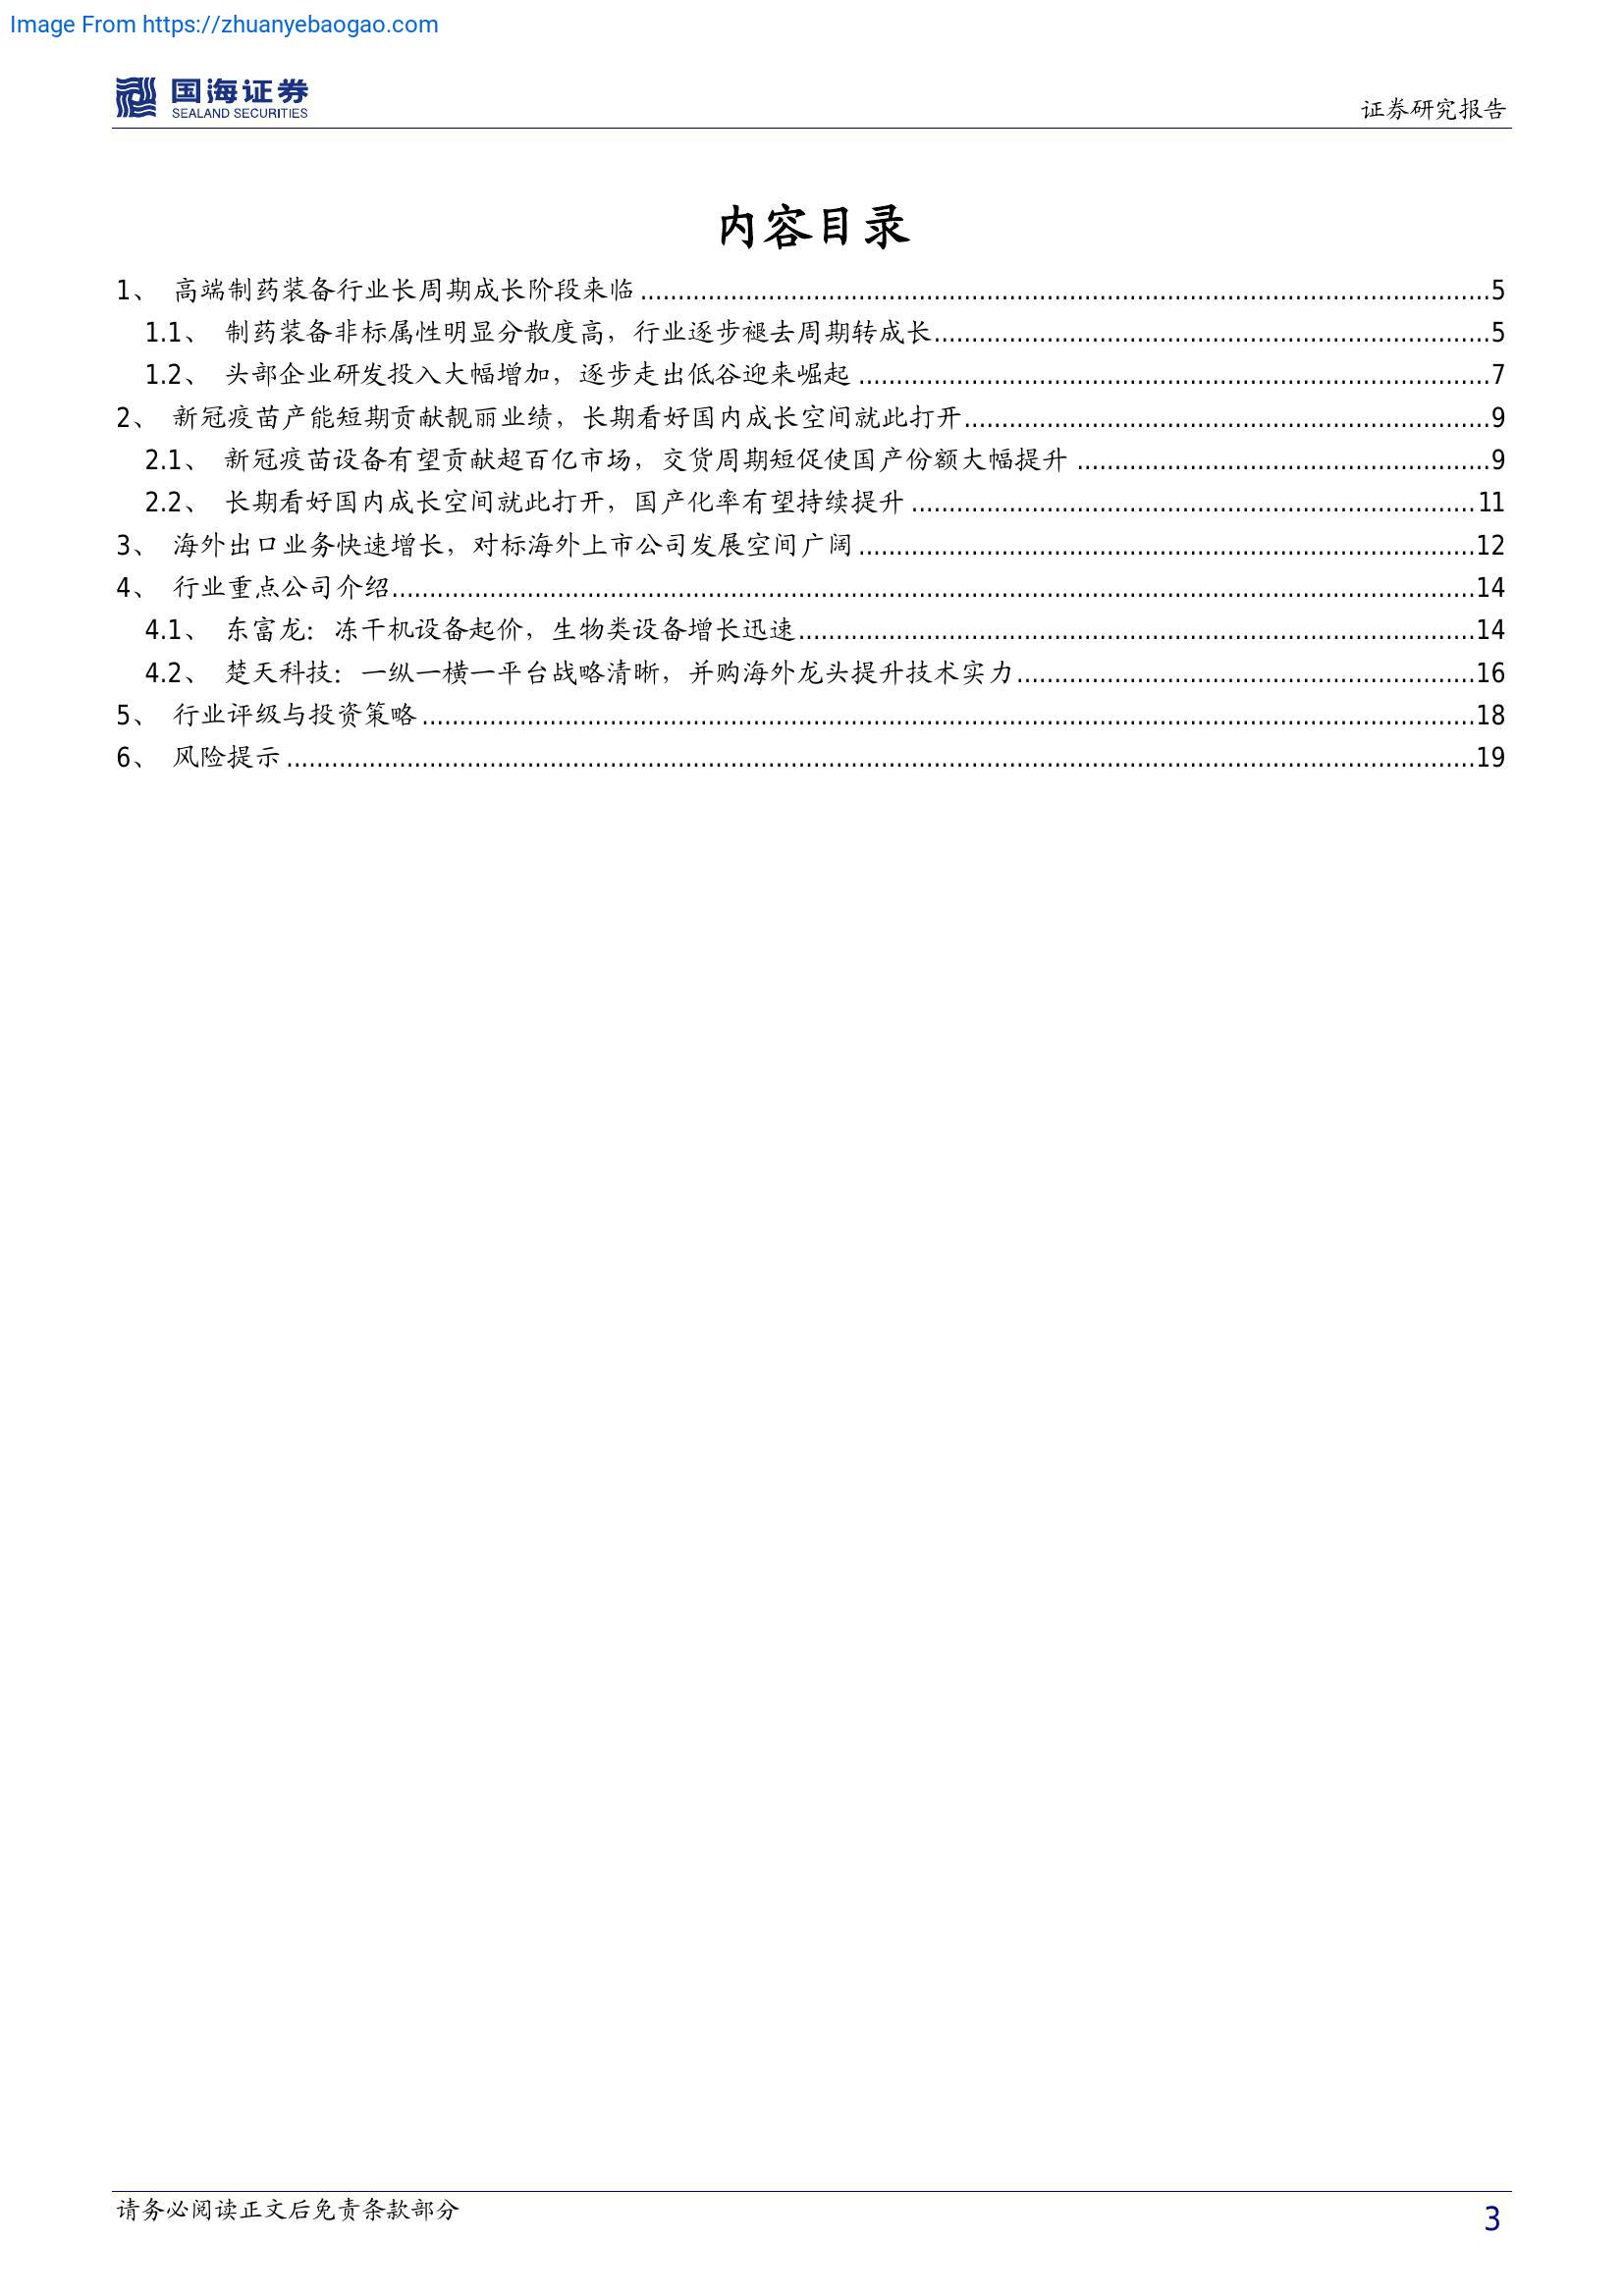 Image From https://zhuanyebaogao.com
国海证券
SEALAND SECURITIES
证券研究报告
内容目录
1、 高端制药装备行业长周期成长阶段来临 5
1.1、 制药装备非标属性明显分散度高，行业逐步褪去周期转成长 5
1.2、 头部企业研发投入大幅增加，逐步走出低谷迎来崛起 7
2、 新冠疫苗产能短期贡献靓丽业绩，长期看好国内成长空间就此打开 9
2.1、 新冠疫苗设备有望贡献超百亿市场，交货周期短促使国产份额大幅提升 9
2.2、 长期看好国内成长空间就此打开，国产化率有望持续提升 11
3、 海外出口业务快速增长，对标海外上市公司发展空间广阔 12
4、 行业重点公司介绍 14
4.1、 东富龙：冻干机设备起价，生物类设备增长迅速 14
4.2、 楚天科技：一纵一横一平台战略清晰，并购海外龙头提升技术实力 16
5、 行业评级与投资策略 18
6、 风险提示 19
请务必阅读正文后免责条款部分
3